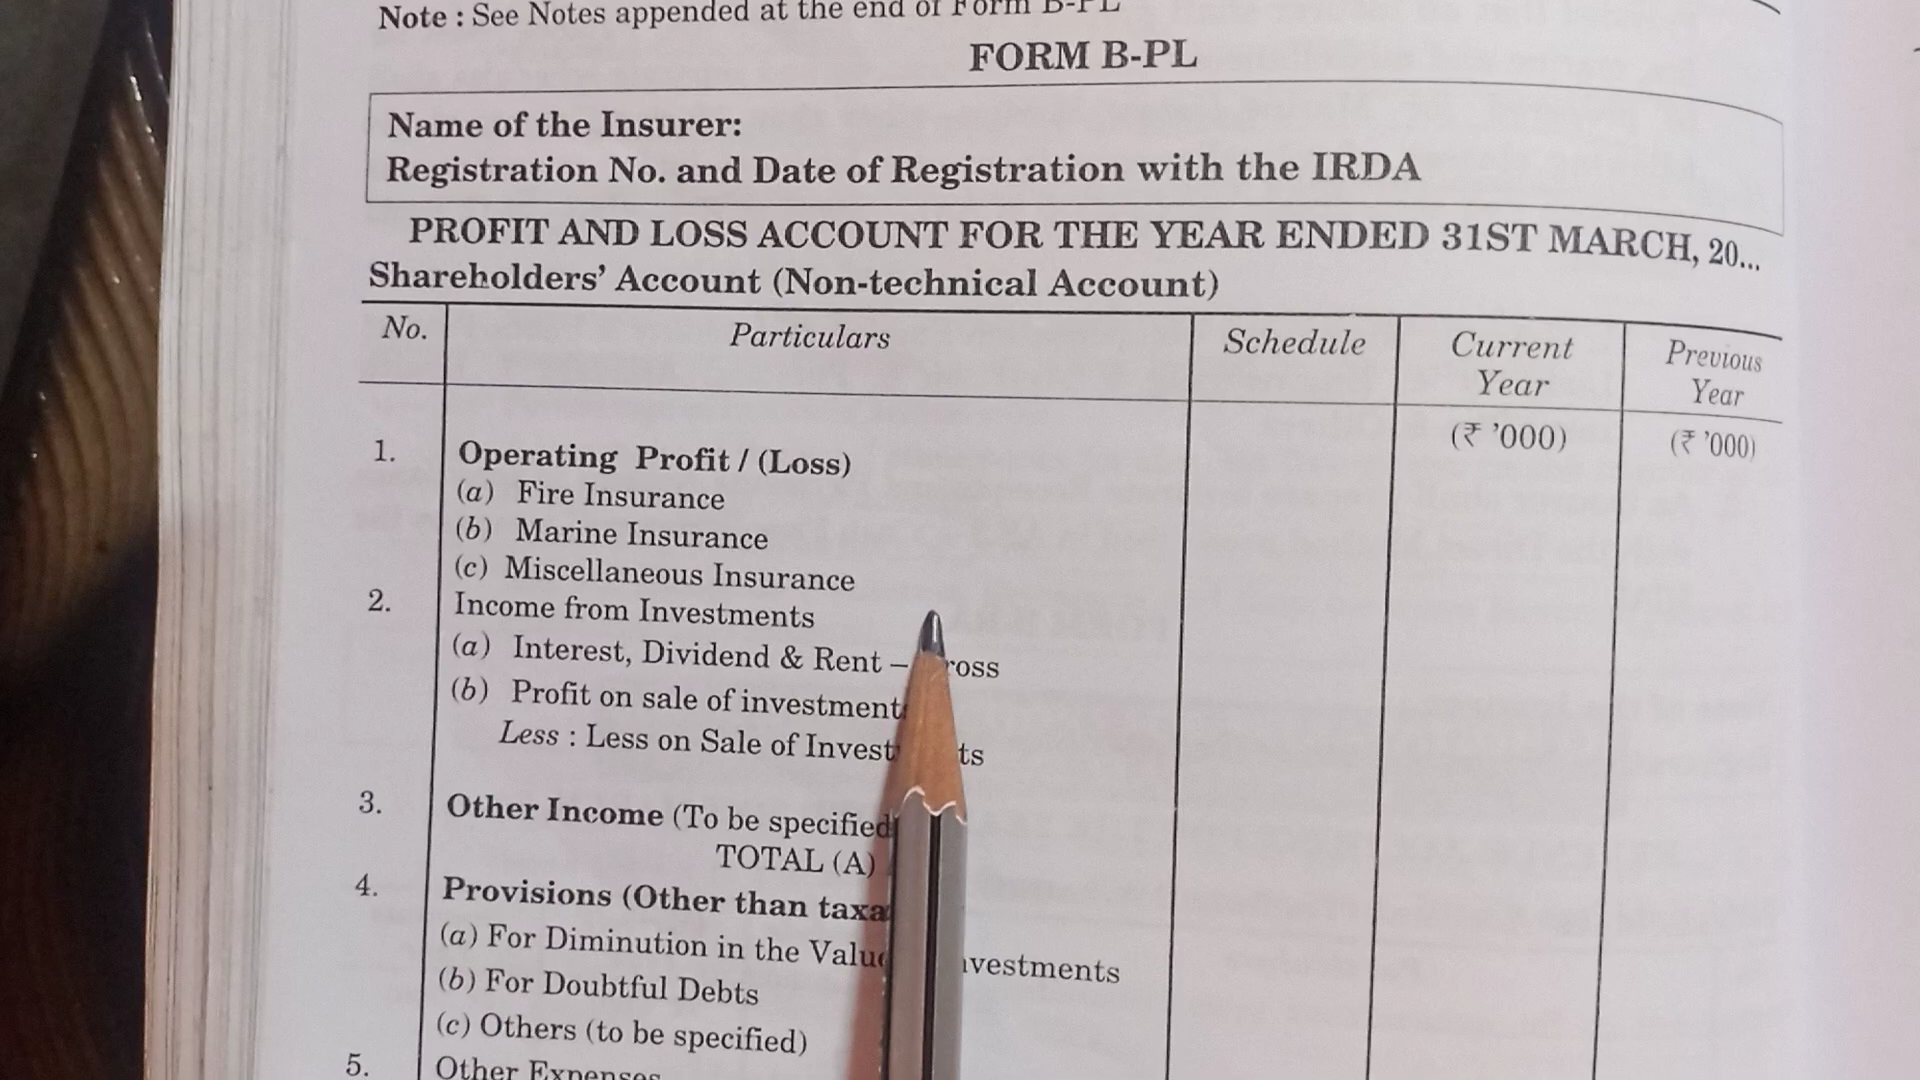 Note : See Notes appended at the end of Form B-PL
FORM B-PL
Name of the Insurer:
Registration No. and Date of Registration with the IRDA
PROFIT AND LOSS ACCOUNT FOR THE YEAR ENDED 31ST MARCH, 20...
Shareholders' Account (Non-technical Account)
No. Particulars Schedule Current Year Previous Year
(₹ '000) (₹ '000)
1. Operating Profit / (Loss)
(a) Fire Insurance
(b) Marine Insurance
(c) Miscellaneous Insurance
2. Income from Investments
(a) Interest, Dividend & Rent –
(b) Profit on sale of
Less : Less on Sale of
3. Other Income (To be specified
TOTAL (A)
4. Provisions (Other than
(a) For Diminution in the
(b) For Doubtful Debts
(c) Others (to be specified)
5. Other Expenses